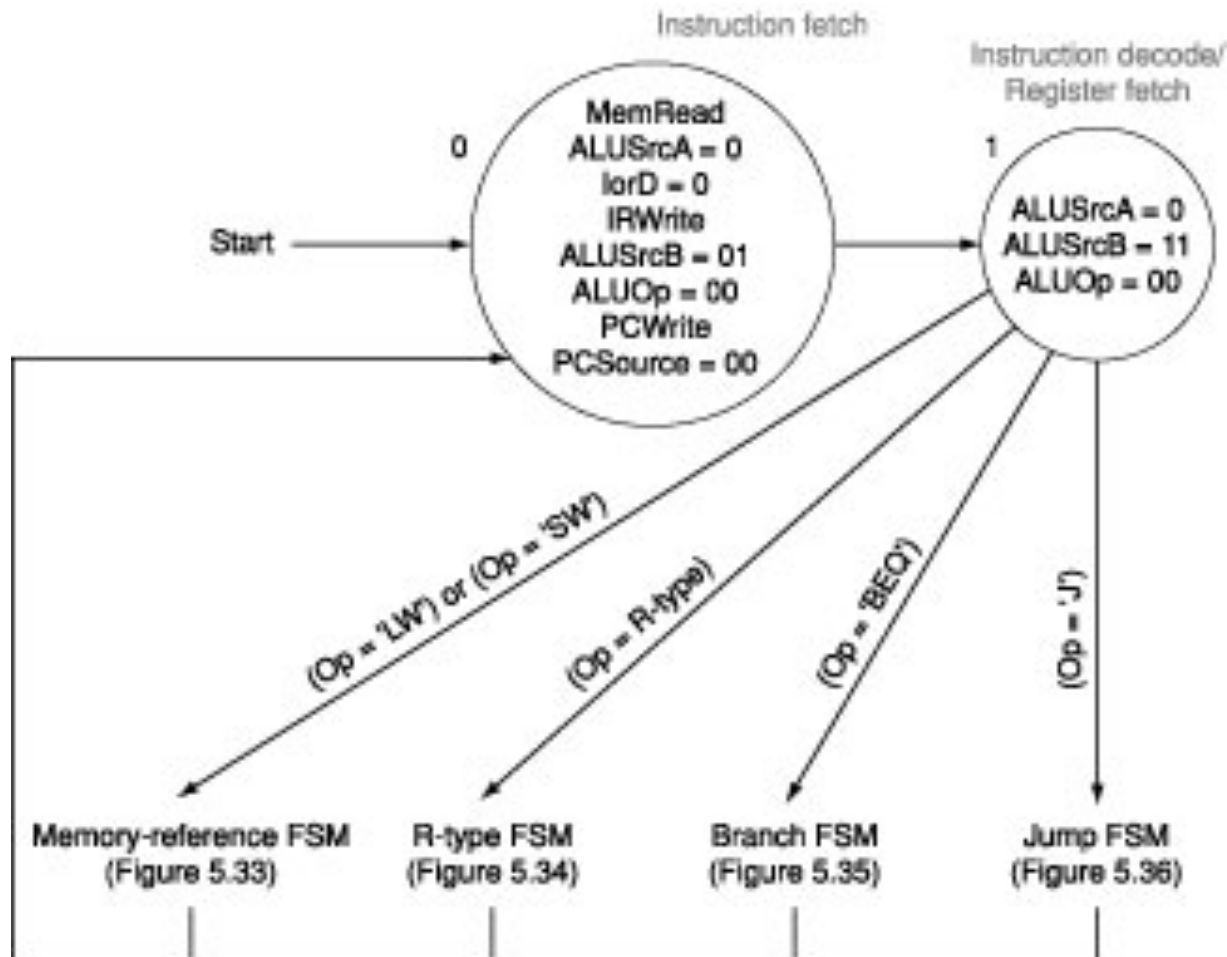 Instruction fetch
Instruction decode/
Register fetch
0
MemRead
ALUSrcA = 0
IorD = 0
IRWrite
ALUSrcB = 01
ALUOp = 00
PCWrite
PCSource = 00
1
ALUSrcA = 0
ALUSrcB = 11
ALUOp = 00
Start
(Op = 'LW') or (Op = 'SW')
(Op = R-type)
(Op = 'BEQ')
(Op = 'J')
Memory-reference FSM
(Figure 5.33)
R-type FSM
(Figure 5.34)
Branch FSM
(Figure 5.35)
Jump FSM
(Figure 5.36)